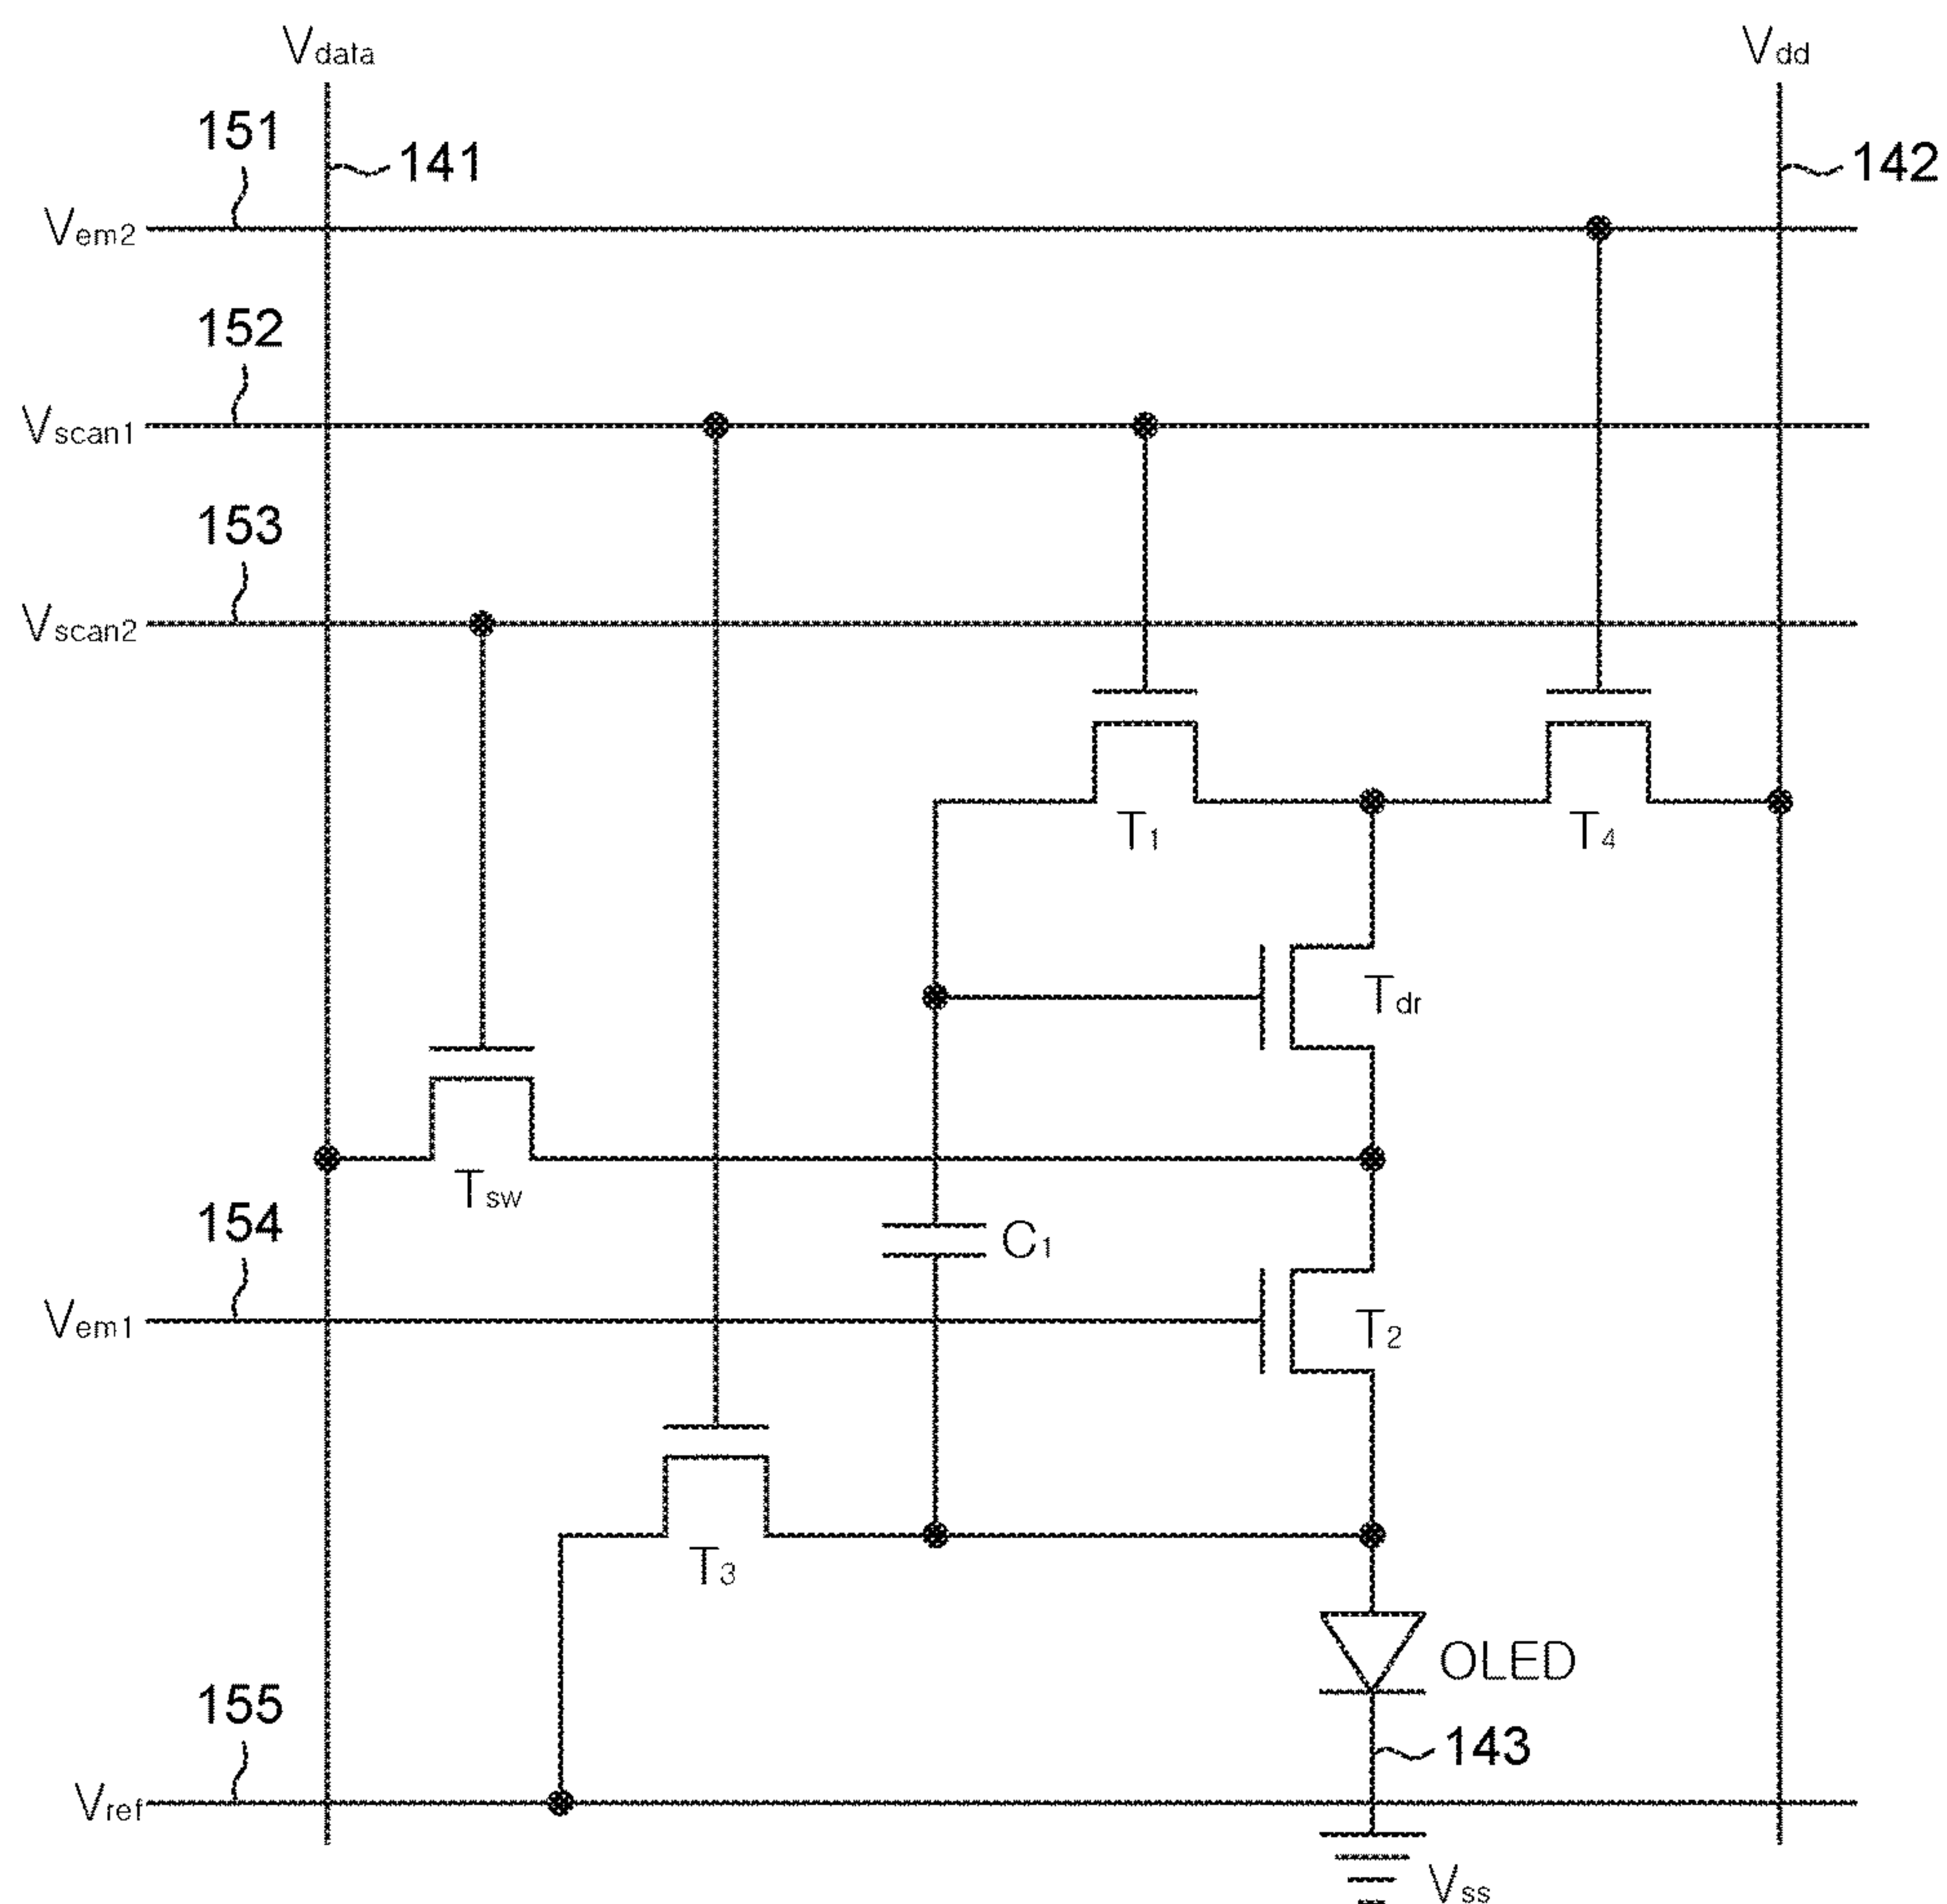 Vdata
Vdd
151
141
142
Vem2
152
Vscan1
153
Vscan2
T1
T4
Tdr
Tsw
154
C1
Vem1
T2
T3
OLED
155
143
Vref
Vss